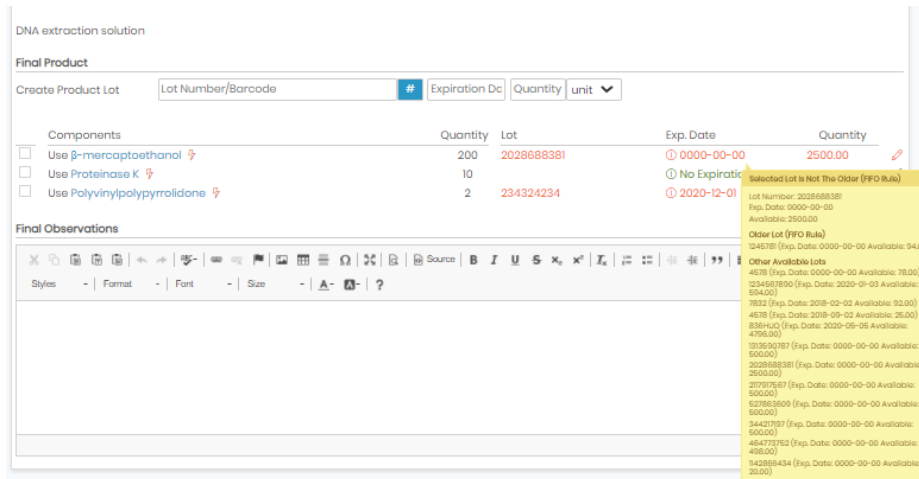 DNA extraction solution
Final Product
Create Product Lot Lot Number/Barcode # Expiration Da Quantity unit
Components Quantity Lot Exp. Date Quantity
Use β-mercaptoethanol 200 2028688381 0000-00-00 2500.00
Use Proteinase K 10 No Expiratio
Use Polyvinylpolypyrrolidone 2 234324234 2020-12-01
Selected Lot Is Not The Older (FIFO Rule)
Lot Number: 2028688381
Exp. Date: 0000-00-00
Available: 2500.00
Older Lot (FIFO Rule)
1245781 (Exp. Date: 0000-00-00 Available: 94.
Other Available Lots
4578 (Exp. Date: 0000-00-00 Available: 78.00)
1234567890 (Exp. Date: 2020-01-03 Available:
594.00)
7832 (Exp. Date: 2018-02-02 Available: 92.00)
4578 (Exp. Date: 2018-09-02 Available: 25.00)
836HUO (Exp. Date: 2020-05-05 Available:
4796.00)
1313590787 (Exp. Date: 0000-00-00 Available:
500.00)
2028688381 (Exp. Date: 0000-00-00 Available
2500.00)
2117917567 (Exp. Date: 0000-00-00 Available:
500.00)
527863609 (Exp. Date: 0000-00-00 Available:
500.00)
344217197 (Exp. Date: 0000-00-00 Available:
500.00)
464773752 (Exp. Date: 0000-00-00 Available:
498.00)
1142866434 (Exp. Date: 0000-00-00 Available
20.00)
Final Observations
Source B I U S x₂ x² Iₓ
Styles Format Font Size A A ?